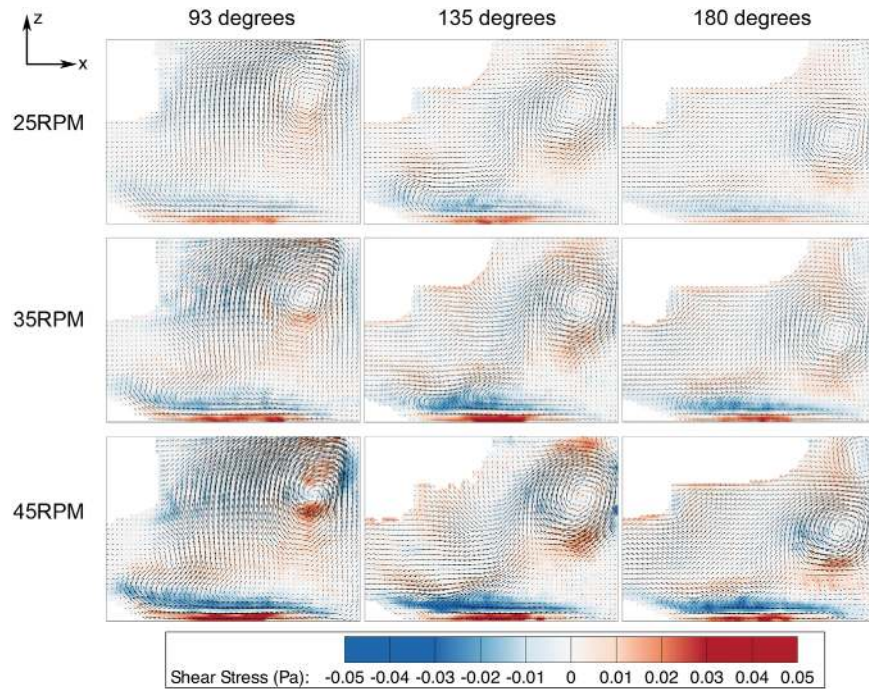 93 degrees 135 degrees 180 degrees
z
x
25RPM
35RPM
45RPM
Shear Stress (Pa): -0.05 -0.04 -0.03 -0.02 -0.01 0 0.01 0.02 0.03 0.04 0.05